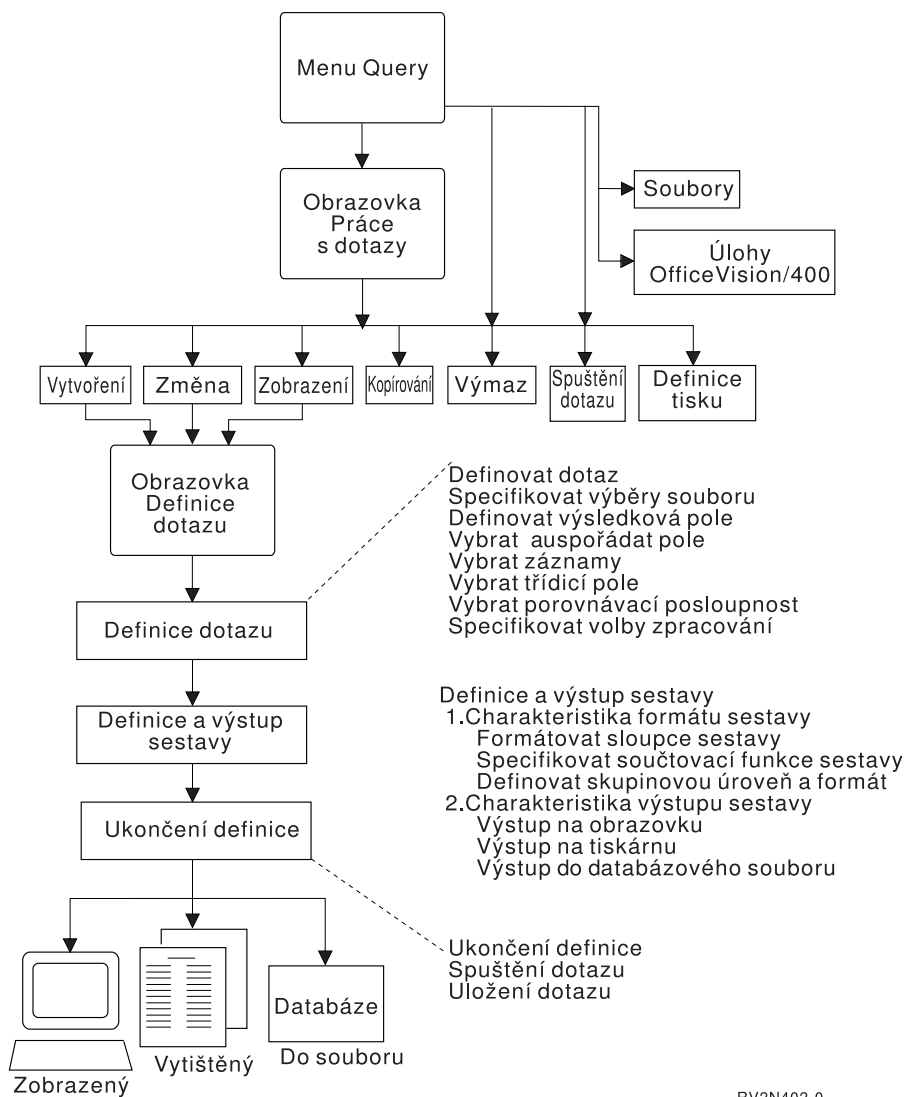 Menu Query
Obrazovka
Práce
s dotazy
Soubory
Úlohy
OfficeVision/400
Vytvoření
Změna
Zobrazení
Kopírování
Výmaz
Spuštění
dotazu
Definice
tisku
Obrazovka
Definice
dotazu
Definovat dotaz
Specifikovat výběry souboru
Definovat výsledková pole
Vybrat auspořádat pole
Vybrat záznamy
Vybrat třídicí pole
Vybrat porovnávací posloupnost
Specifikovat volby zpracování
Definice dotazu
Definice a výstup
sestavy
Definice a výstup sestavy
1.Charakteristika formátu sestavy
Formátovat sloupce sestavy
Specifikovat součtovací funkce sestavy
Definovat skupinovou úroveň a formát
2.Charakteristika výstupu sestavy
Výstup na obrazovku
Výstup na tiskárnu
Výstup do databázového souboru
Ukončení definice
Ukončení definice
Spuštění dotazu
Uložení dotazu
Databáze
Zobrazený
Vytištěný
Do souboru